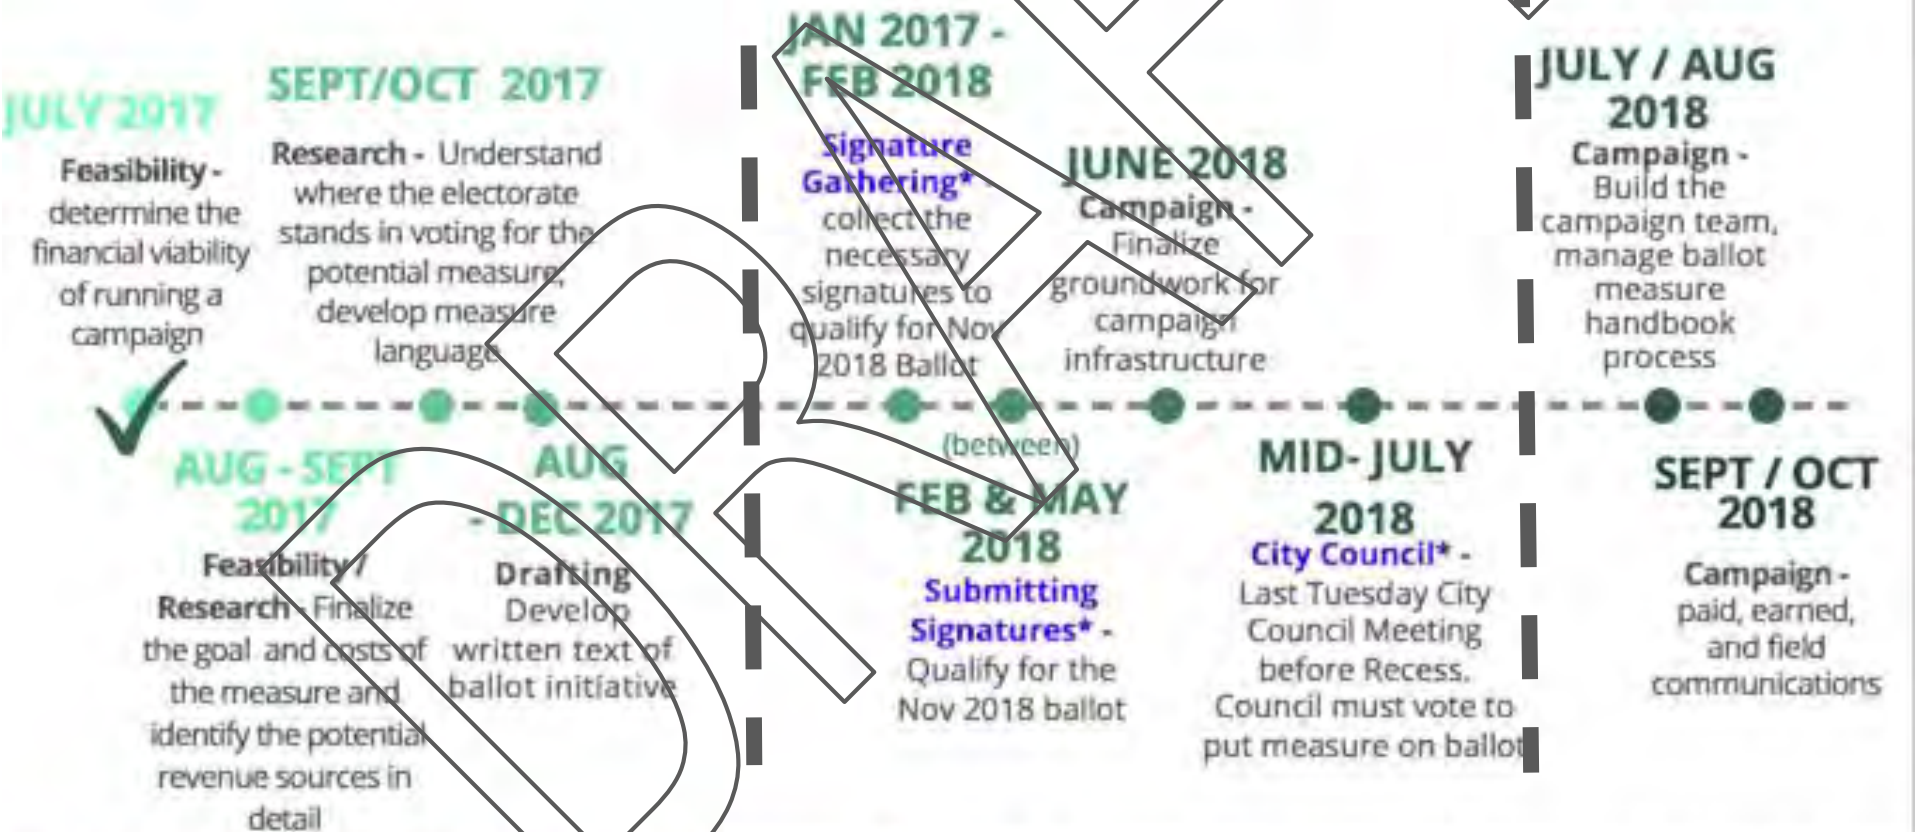 JULY 2017
Feasibility -
determine the
financial viability
of running a
campaign
AUG - SEPT
2017
Feasibility /
Research - Finalize
the goal and costs of
the measure and
identify the potential
revenue sources in
detail
SEPT/OCT 2017
Research - Understand
where the electorate
stands in voting for the
potential measure,
develop measure
language
AUG
- DEC 2017
Drafting
Develop
written text of
ballot initiative
JAN 2017 -
FEB 2018
Signature
Gathering* -
collect the
necessary
signatures to
qualify for Nov
2018 Ballot
(between)
FEB & MAY
2018
Submitting
Signatures* -
Qualify for the
Nov 2018 ballot
JUNE 2018
Campaign -
Finalize
groundwork for
campaign
infrastructure
MID- JULY
2018
City Council* -
Last Tuesday City
Council Meeting
before Recess.
Council must vote to
put measure on ballot
JULY / AUG
2018
Campaign -
Build the
campaign team,
manage ballot
measure
handbook
process
SEPT / OCT
2018
Campaign -
paid, earned,
and field
communications
DRAFT